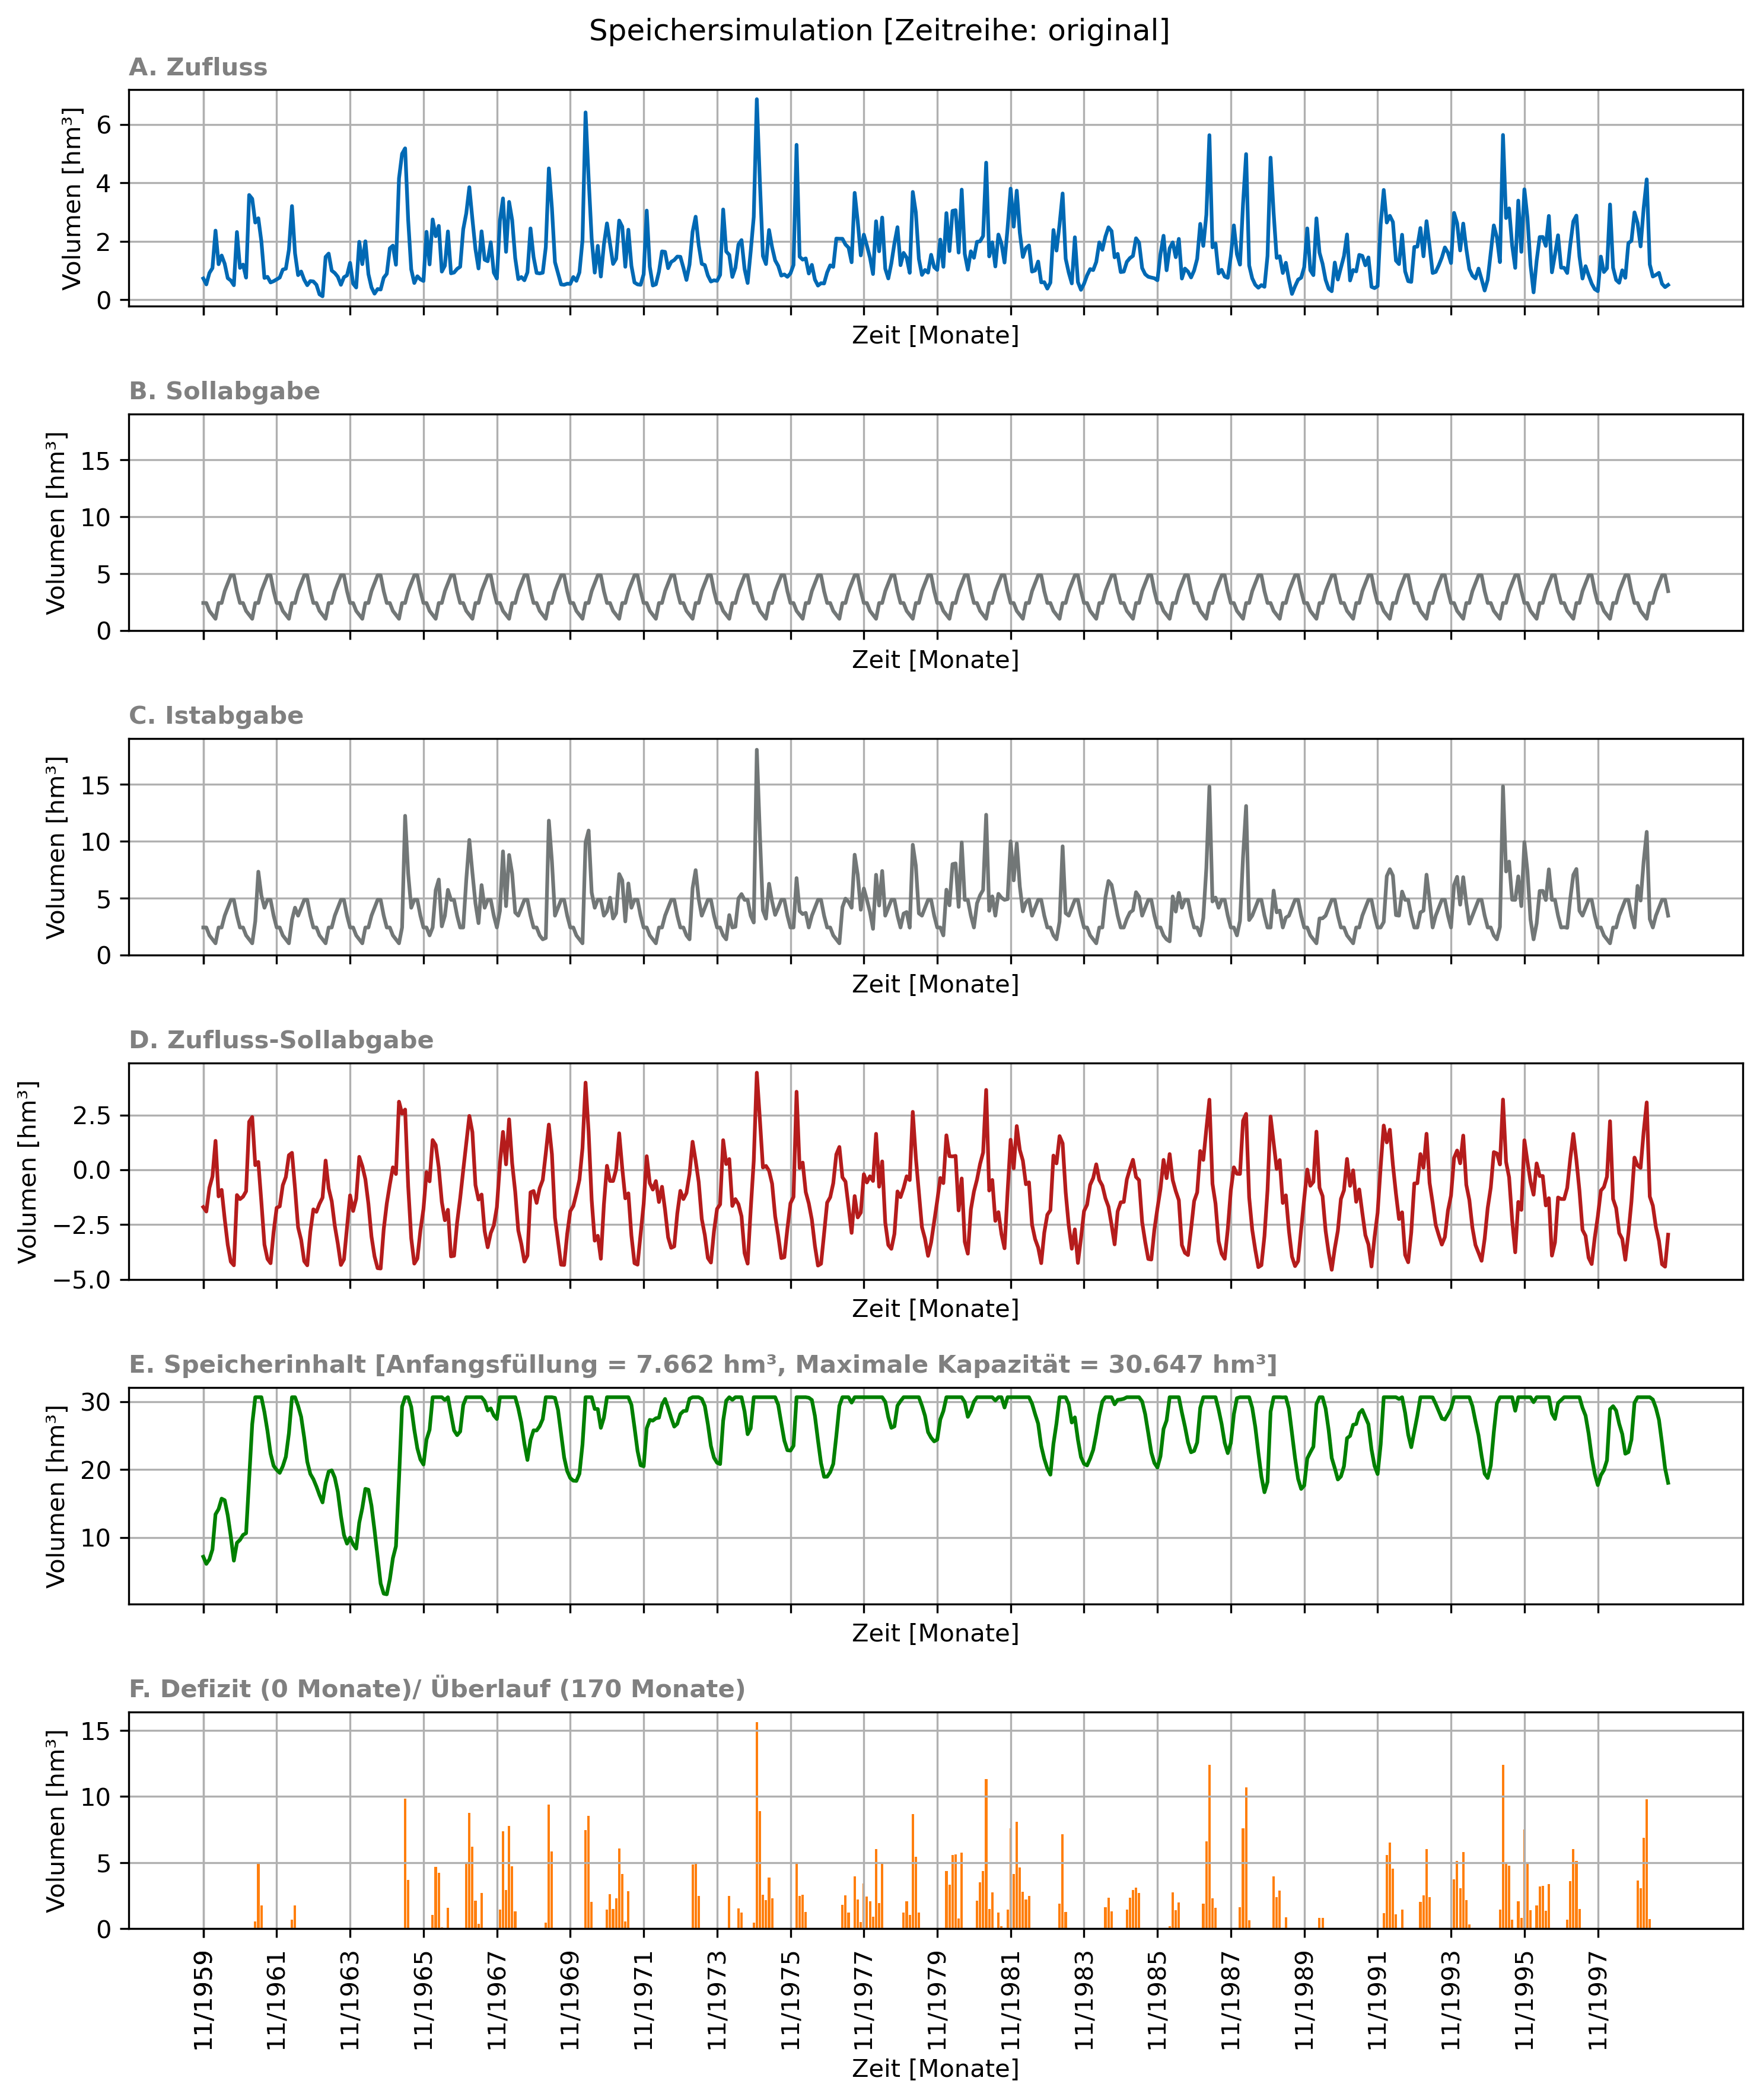 Speichersimulation [Zeitreihe: original]
A. Zufluss
Volumen [hm³]
6
4
2
0
Zeit [Monate]
B. Sollabgabe
Volumen [hm³]
15
10
5
0
Zeit [Monate]
C. Istabgabe
Volumen [hm³]
15
10
5
0
Zeit [Monate]
D. Zufluss-Sollabgabe
Volumen [hm³]
2.5
0.0
−2.5
−5.0
Zeit [Monate]
E. Speicherinhalt [Anfangsfüllung = 7.662 hm³, Maximale Kapazität = 30.647 hm³]
Volumen [hm³]
30
20
10
Zeit [Monate]
F. Defizit (0 Monate)/ Überlauf (170 Monate)
Volumen [hm³]
15
10
5
0
11/1959
11/1961
11/1963
11/1965
11/1967
11/1969
11/1971
11/1973
11/1975
11/1977
11/1979
11/1981
11/1983
11/1985
11/1987
11/1989
11/1991
11/1993
11/1995
11/1997
Zeit [Monate]